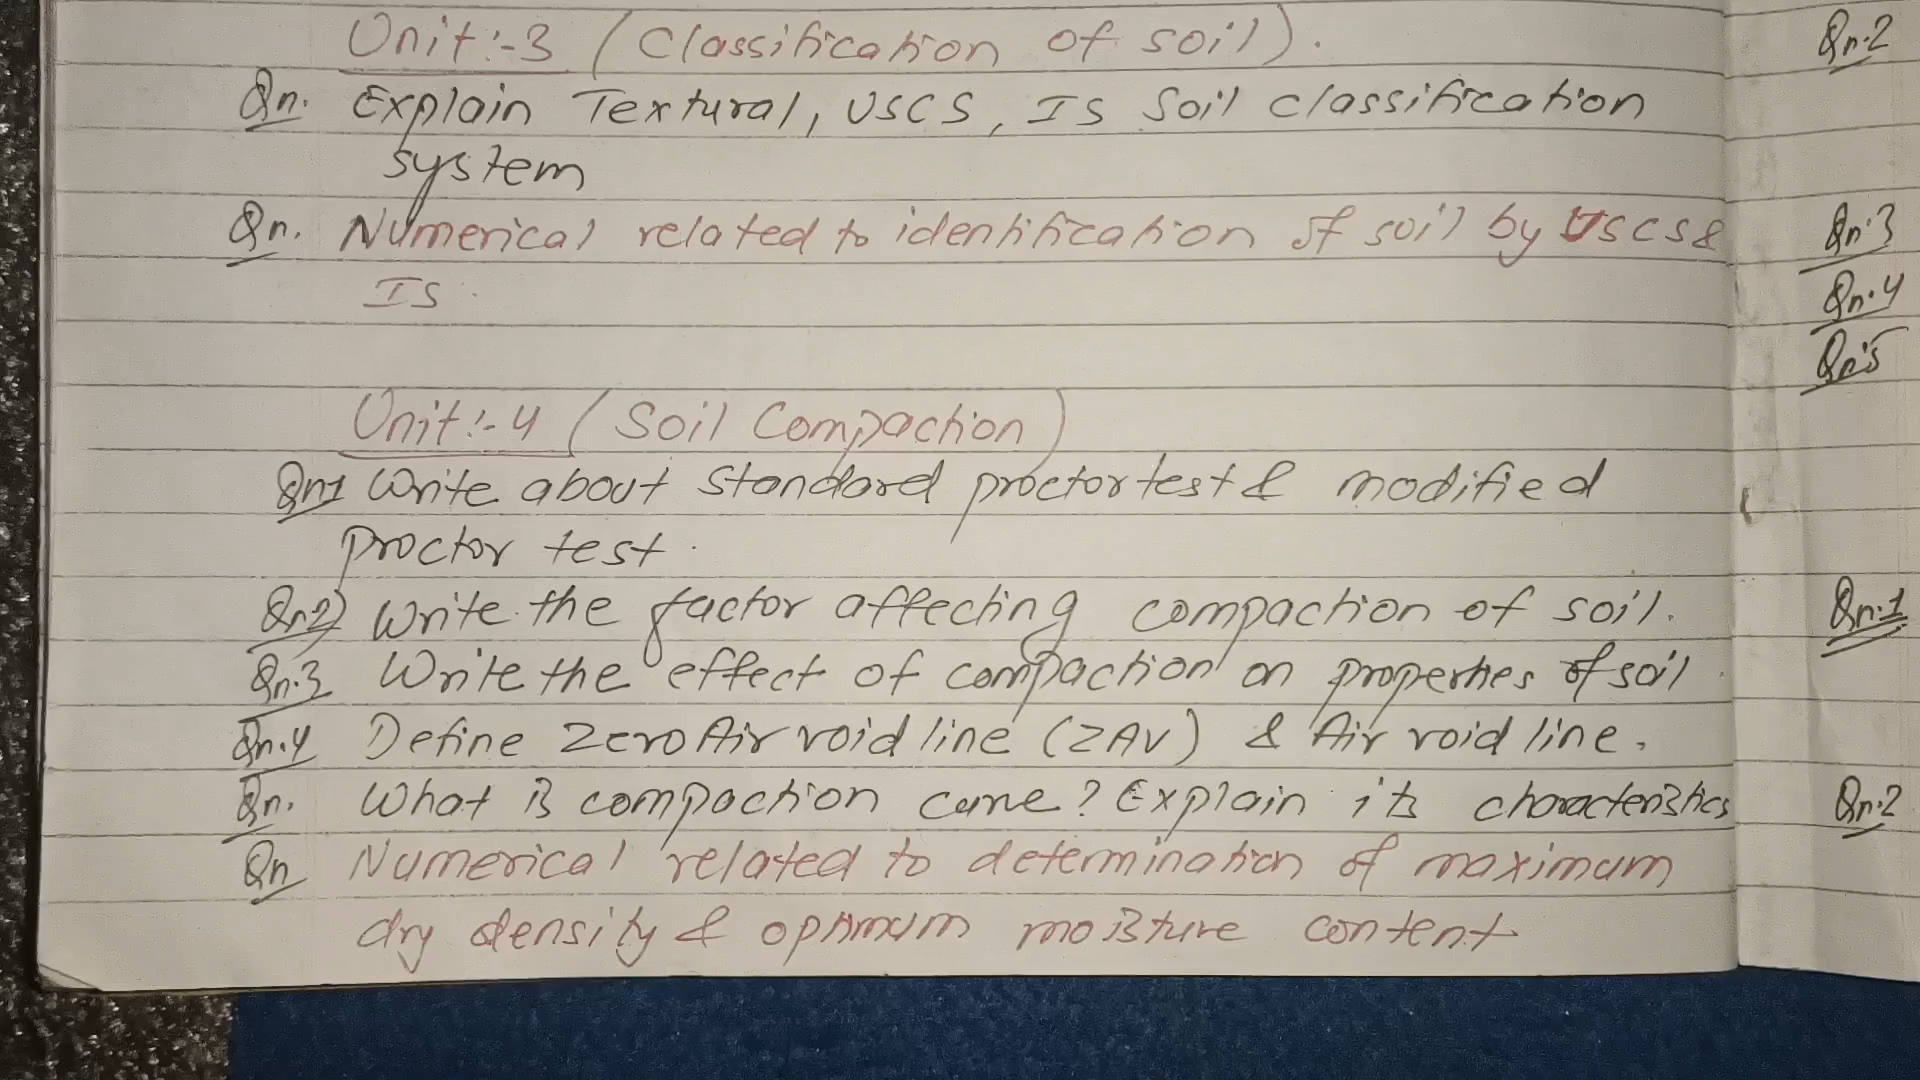 Unit:-3 (Classification of soil).
Qn. Explain Textural, USCS, IS Soil classification
system
Qn. Numerical related to identification of soil by USCS &
IS.
Unit:-4 (Soil Compaction)
Qn1 Write about Standard proctor test & modified
proctor test.
Qn2) Write the factor affecting compaction of soil.
Qn.3 Write the effect of compaction on properties of soil.
Qn.4 Define Zero Air void line (ZAV) & Air void line.
Qn. What is compaction curve? Explain its characteristics
Qn Numerical related to determination of maximum
dry density & optimum moisture content
Qn.2
Qn.3
Qn.4
Qn.5
Qn.1
Qn.2